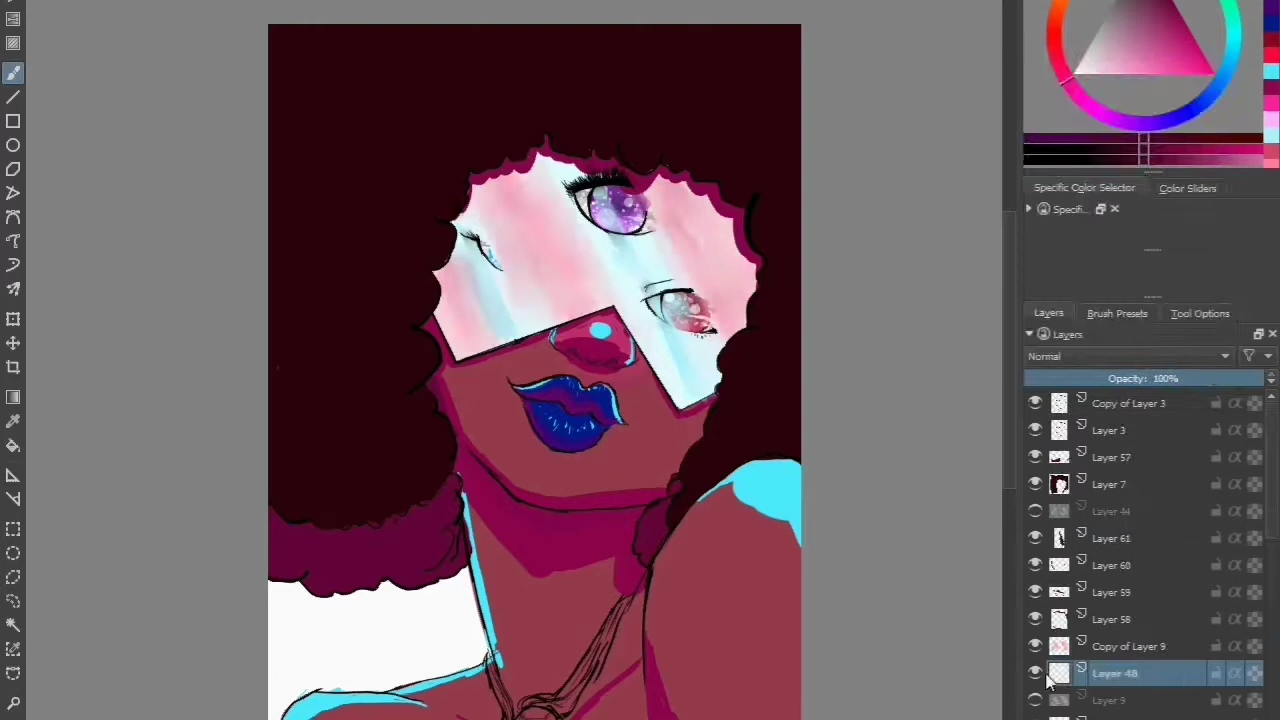 Specific Color Selector
Color Sliders
Specifi...
Layers
Brush Presets
Tool Options
Layers
Normal
Opacity: 100%
Copy of Layer 3
Layer 3
Layer 57
Layer 7
Layer 44
Layer 61
Layer 60
Layer 59
Layer 58
Copy of Layer 9
Layer 48
Layer 9